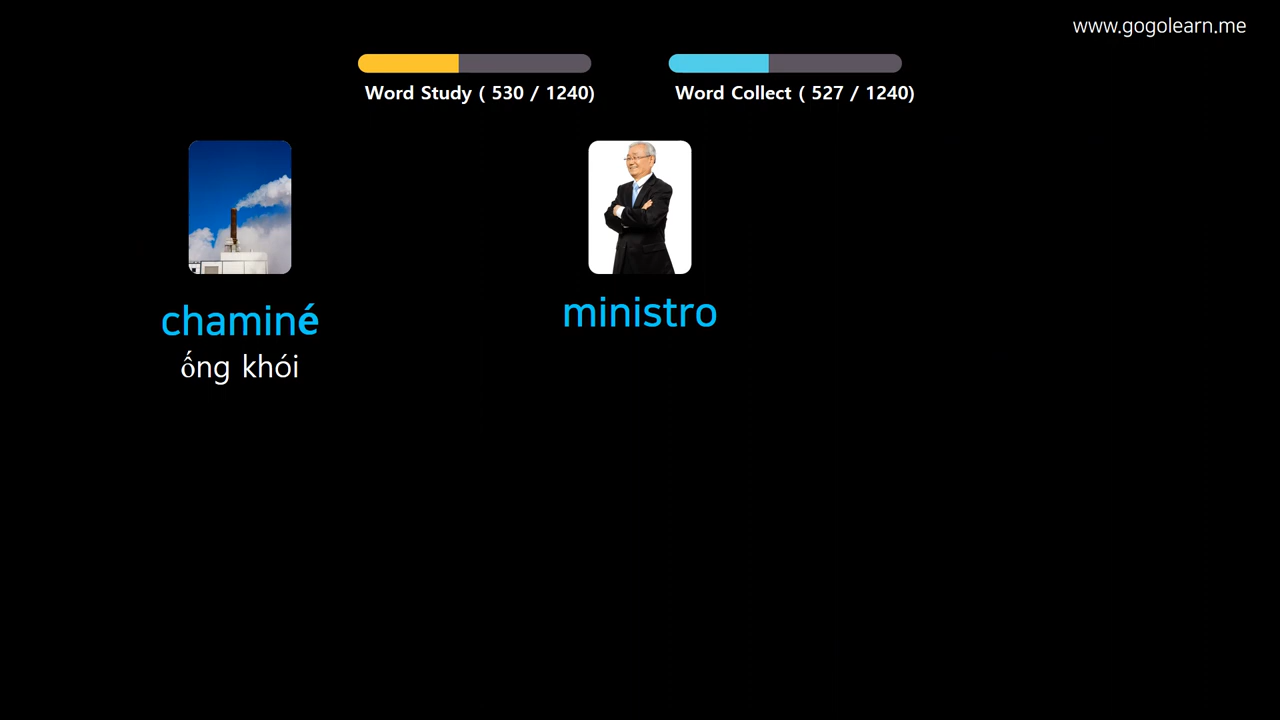 www.gogolearn.me
Word Study ( 530 / 1240)
Word Collect ( 527 / 1240)
chaminé
ống khói
ministro